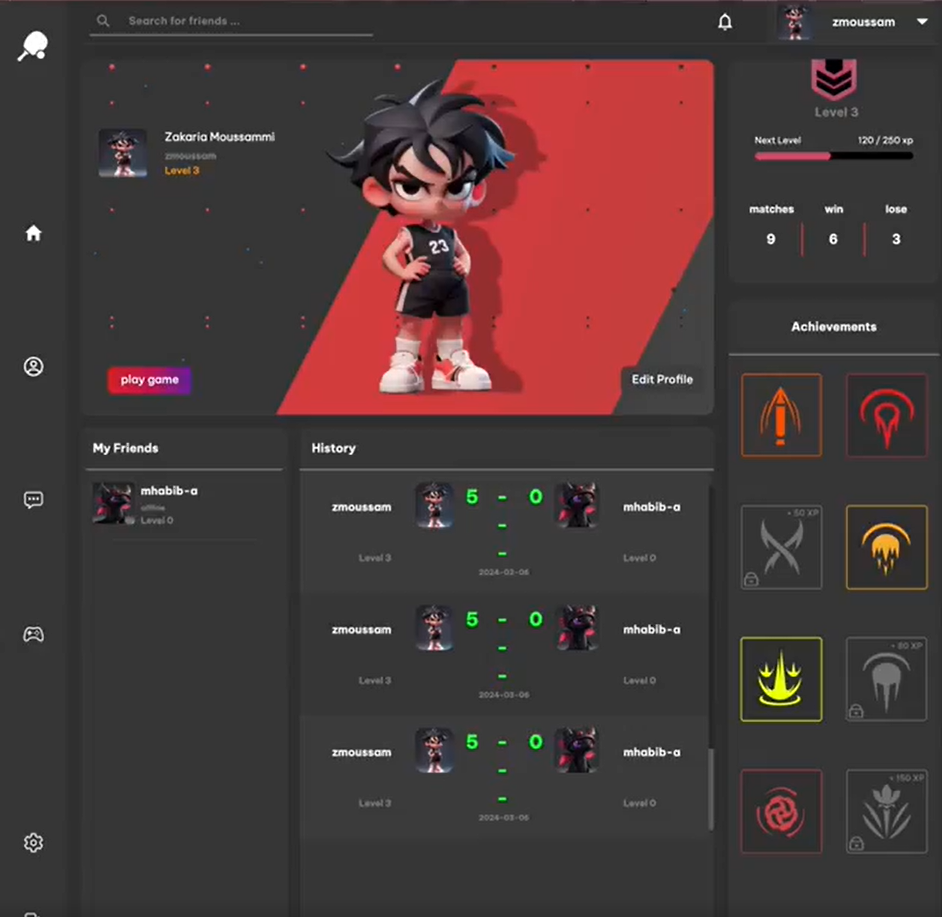 Search for friends ...
zmoussam
Zakaria Moussammi
zmoussam
Level 3
23
play game
Edit Profile
Level 3
Next Level 120 / 250 xp
matches win lose
9 6 3
Achievements
+ 50 XP
+ 80 XP
+ 150 XP
My Friends
mhabib-a
offline
Level 0
History
zmoussam 5 - 0 mhabib-a
-
Level 3 - Level 0
2024-03-06
zmoussam 5 - 0 mhabib-a
-
Level 3 - Level 0
2024-03-06
zmoussam 5 - 0 mhabib-a
-
Level 3 - Level 0
2024-03-06